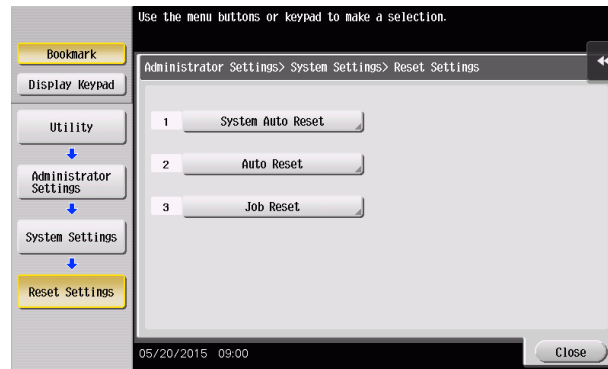 Use the menu buttons or keypad to make a selection.
Bookmark
Display Keypad
Utility
Administrator
Settings
System Settings
Reset Settings
Administrator Settings> System Settings> Reset Settings
1 System Auto Reset
2 Auto Reset
3 Job Reset
05/20/2015 09:00
Close